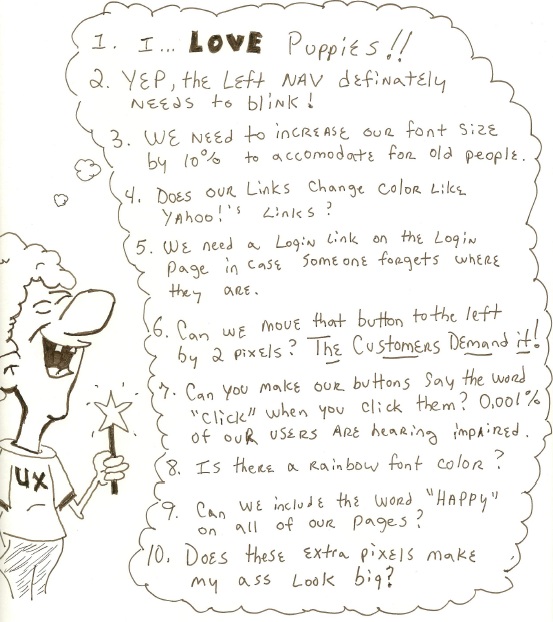 1. I... LOVE Puppies!!
2. YEP, the Left NAV definately
NEEDS to blink!
3. WE NEED to INCREASE our font size
by 10% to accomodate for old people.
4. Does our Links change color Like
YAhoo!'s Links?
5. We need a Login Link on the Login
Page in case someone forgets where
they are.
6. Can we move that button to the left
by 2 pixels? The Customers Demand it!
7. Can you make our buttons say the word
"click" when you click them? 0.001%
of our users are hearing impaired.
8. Is there a rainbow font color?
9. Can we include the word "HAPPY"
on all of our pages?
10. Does these extra pixels make
my ass Look big?
UX